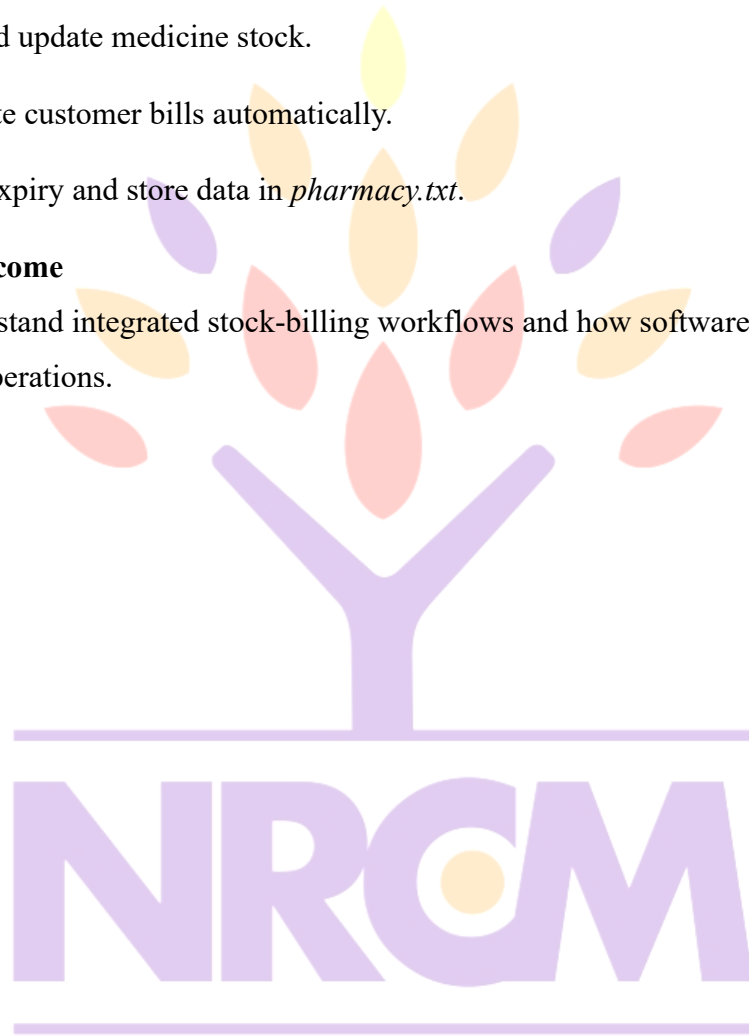 d update medicine stock.
te customer bills automatically.
xpiry and store data in pharmacy.txt.
come
stand integrated stock-billing workflows and how software
perations.
NRCM